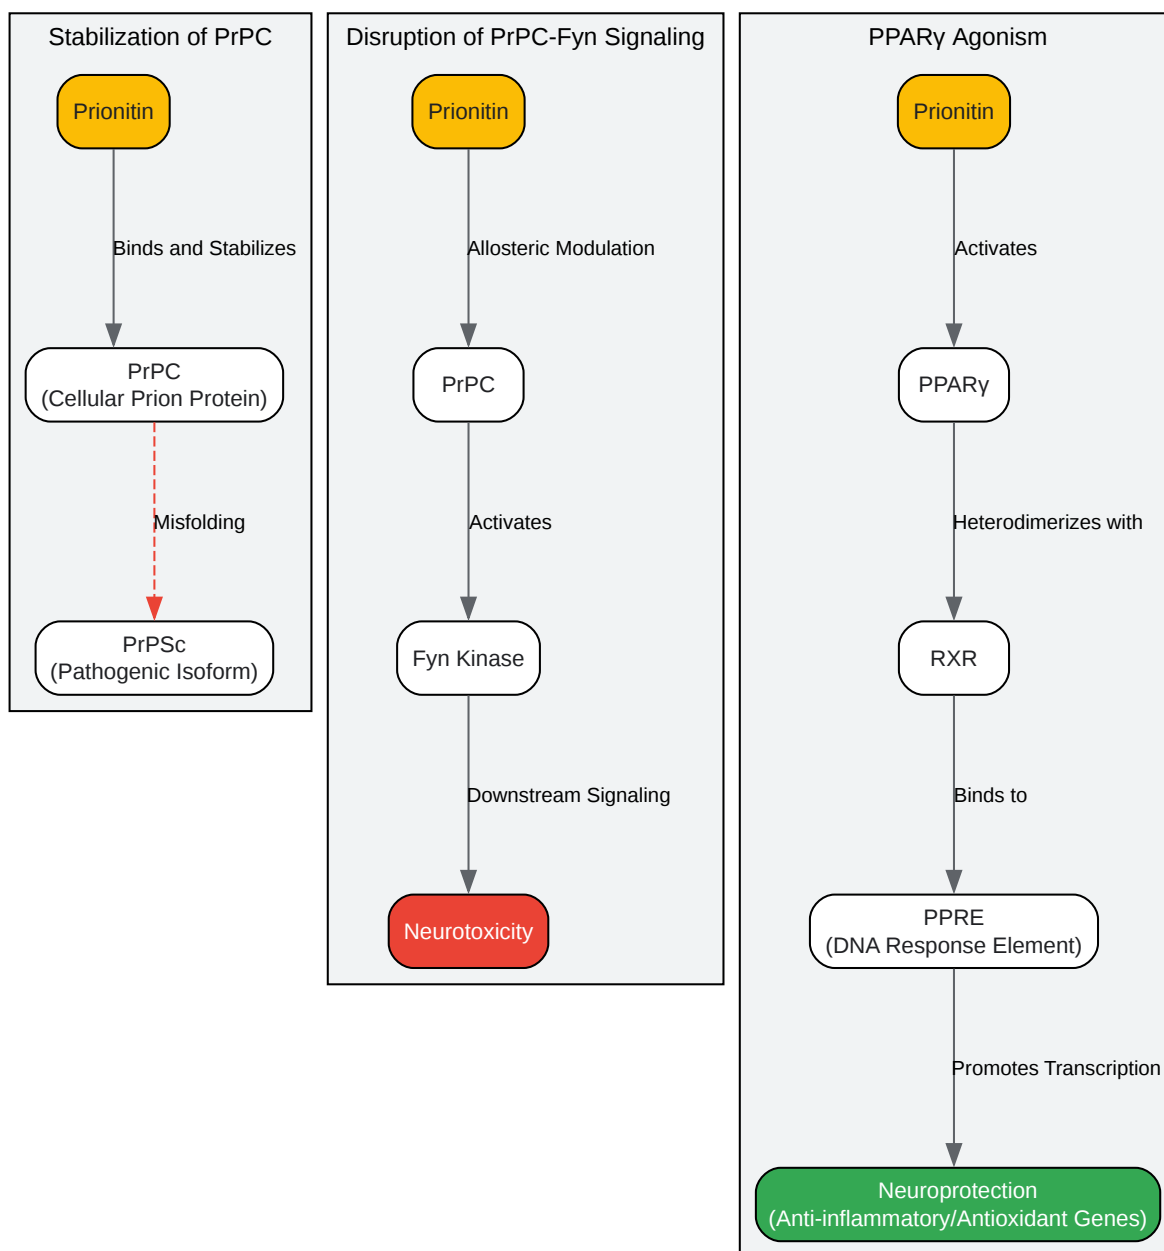 Stabilization of PrPC
Prionitin
Binds and Stabilizes
PrPC
(Cellular Prion Protein)
Misfolding
PrPSc
(Pathogenic Isoform)
Disruption of PrPC-Fyn Signaling
Prionitin
Allosteric Modulation
PrPC
Activates
Fyn Kinase
Downstream Signaling
Neurotoxicity
PPARγ Agonism
Prionitin
Activates
PPARγ
Heterodimerizes with
RXR
Binds to
PPRE
(DNA Response Element)
Promotes Transcription
Neuroprotection
(Anti-inflammatory/Antioxidant Genes)